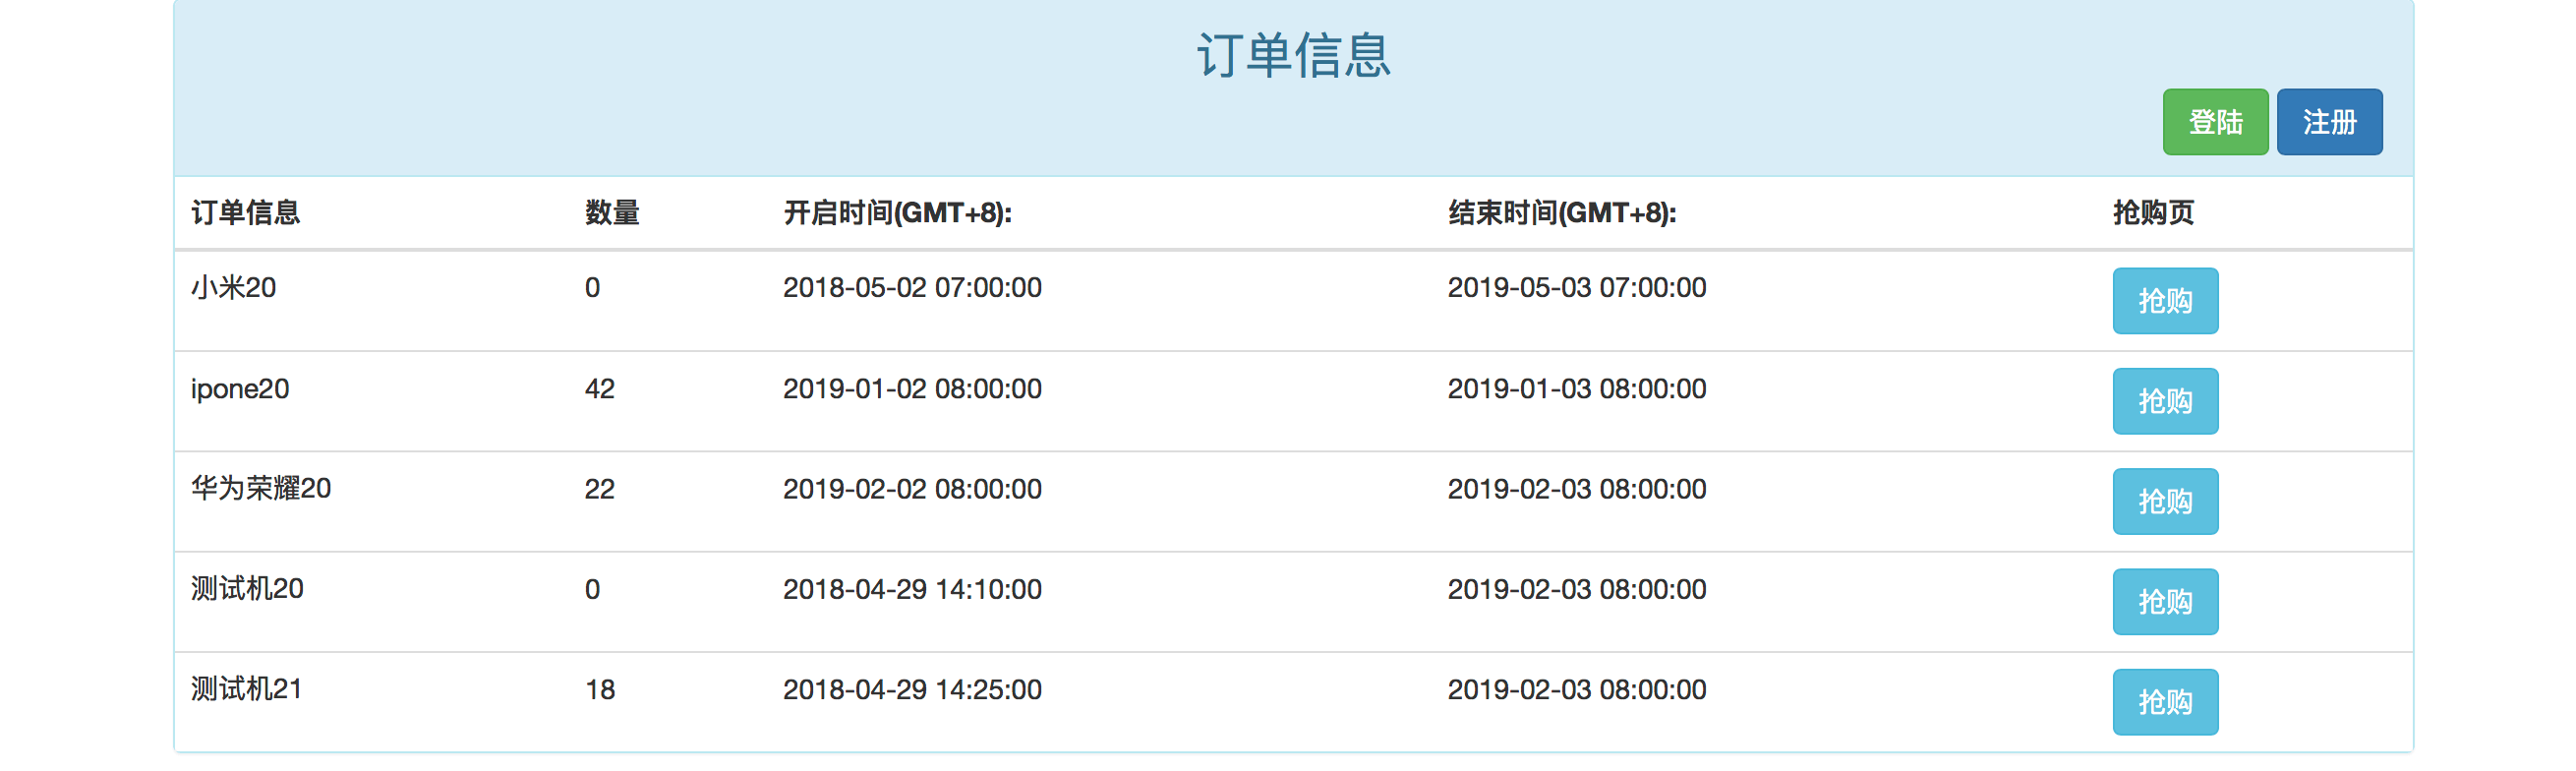 订单信息
登陆 注册
订单信息 数量 开启时间(GMT+8): 结束时间(GMT+8): 抢购页
小米20 0 2018-05-02 07:00:00 2019-05-03 07:00:00 抢购
ipone20 42 2019-01-02 08:00:00 2019-01-03 08:00:00 抢购
华为荣耀20 22 2019-02-02 08:00:00 2019-02-03 08:00:00 抢购
测试机20 0 2018-04-29 14:10:00 2019-02-03 08:00:00 抢购
测试机21 18 2018-04-29 14:25:00 2019-02-03 08:00:00 抢购